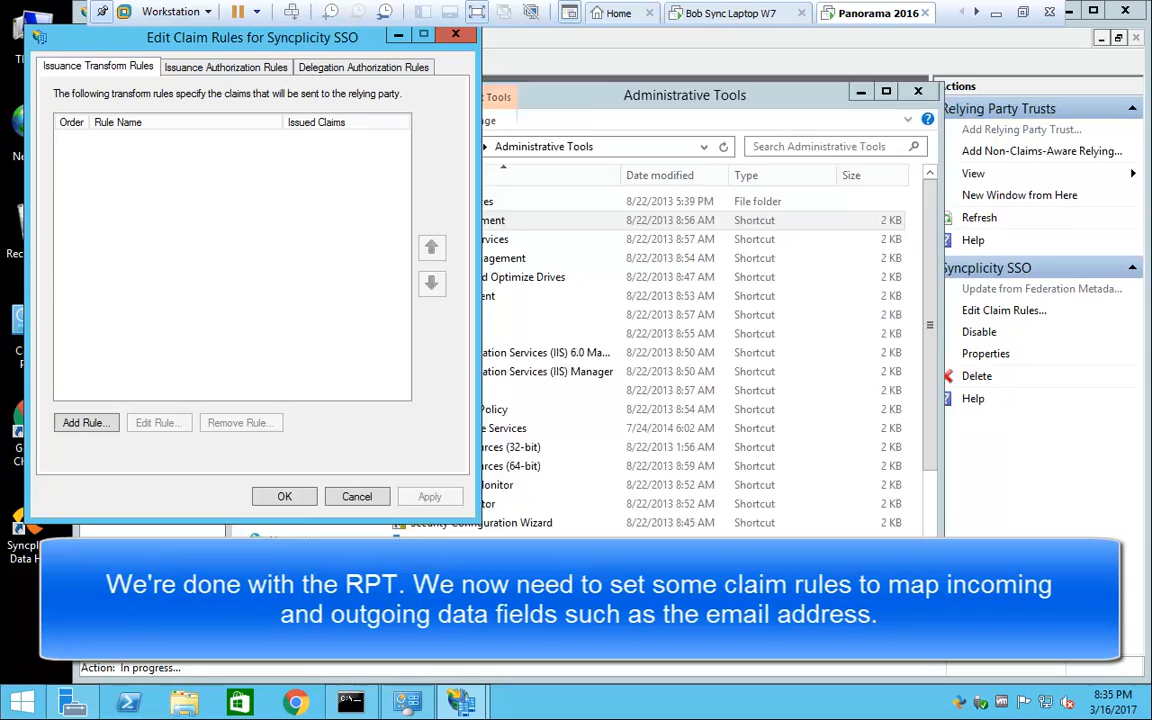 Workstation
Home
Bob Sync Laptop W7
Panorama 2016
Edit Claim Rules for Syncplicity SSO
Issuance Transform Rules
Issuance Authorization Rules
Delegation Authorization Rules
The following transform rules specify the claims that will be sent to the relying party.
Order
Rule Name
Issued Claims
Add Rule...
Edit Rule...
Remove Rule...
OK
Cancel
Apply
Tools
Administrative Tools
Administrative Tools
Search Administrative Tools
Date modified
Type
Size
8/22/2013 5:39 PM File folder
8/22/2013 8:56 AM Shortcut 2 KB
8/22/2013 8:57 AM Shortcut 2 KB
8/22/2013 8:54 AM Shortcut 2 KB
d Optimize Drives 8/22/2013 8:47 AM Shortcut 2 KB
8/22/2013 8:53 AM Shortcut 2 KB
8/22/2013 8:57 AM Shortcut 2 KB
8/22/2013 8:55 AM Shortcut 2 KB
ation Services (IIS) 6.0 Ma... 8/22/2013 8:50 AM Shortcut 2 KB
ation Services (IIS) Manager 8/22/2013 8:50 AM Shortcut 2 KB
8/22/2013 8:57 AM Shortcut 2 KB
Policy 8/22/2013 8:54 AM Shortcut 2 KB
e Services 7/24/2014 6:02 AM Shortcut 2 KB
urces (32-bit) 8/22/2013 1:56 AM Shortcut 2 KB
urces (64-bit) 8/22/2013 8:59 AM Shortcut 2 KB
onitor 8/22/2013 8:52 AM Shortcut 2 KB
tor 8/22/2013 8:52 AM Shortcut 2 KB
Security Configuration Wizard 8/22/2013 8:45 AM Shortcut 2 KB
ctions
Relying Party Trusts
Add Relying Party Trust...
Add Non-Claims-Aware Relying...
View
New Window from Here
Refresh
Help
Syncplicity SSO
Update from Federation Metada...
Edit Claim Rules...
Disable
Properties
Delete
Help
We're done with the RPT. We now need to set some claim rules to map incoming
and outgoing data fields such as the email address.
Action: In progress...
8:35 PM
3/16/2017